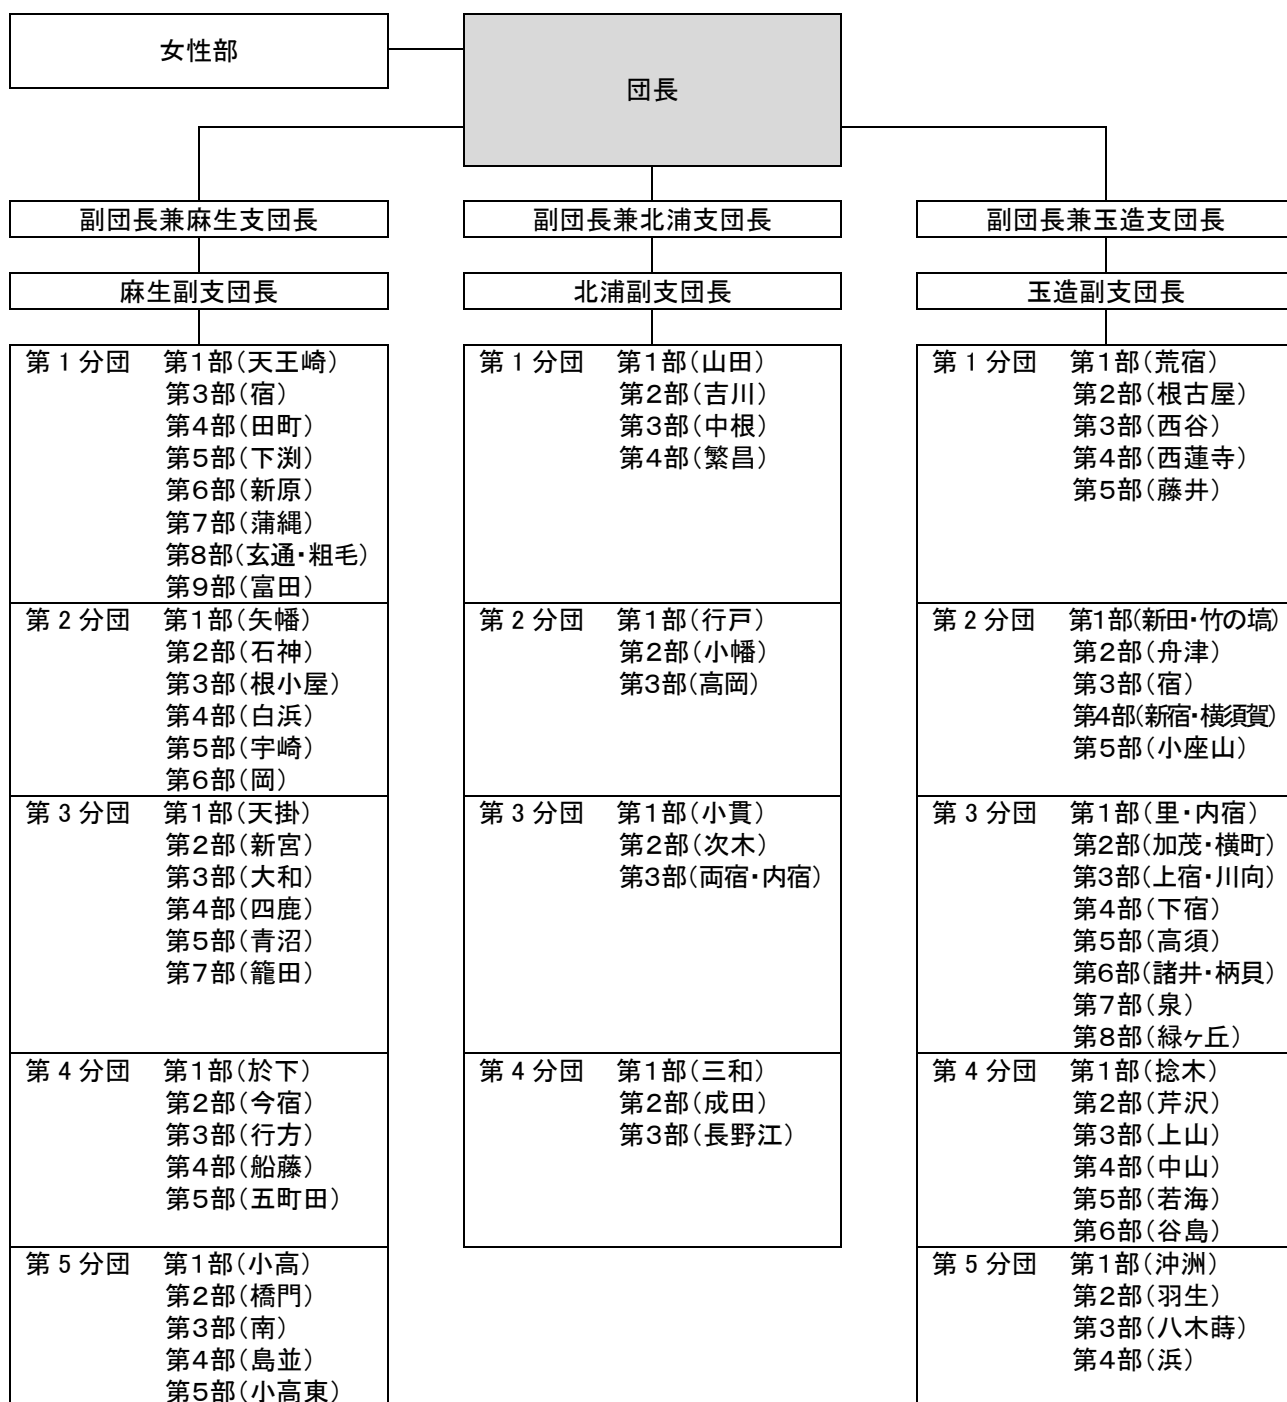 女性部
団長
副団長兼麻生支団長
麻生副支団長
第1分団 第1部(天王崎)
第3部(宿)
第4部(田町)
第5部(下渕)
第6部(新原)
第7部(蒲縄)
第8部(玄通・粗毛)
第9部(富田)
第2分団 第1部(矢幡)
第2部(石神)
第3部(根小屋)
第4部(白浜)
第5部(宇崎)
第6部(岡)
第3分団 第1部(天掛)
第2部(新宮)
第3部(大和)
第4部(四鹿)
第5部(青沼)
第7部(籠田)
第4分団 第1部(於下)
第2部(今宿)
第3部(行方)
第4部(船藤)
第5部(五町田)
第5分団 第1部(小高)
第2部(橋門)
第3部(南)
第4部(島並)
第5部(小高東)
副団長兼北浦支団長
北浦副支団長
第1分団 第1部(山田)
第2部(吉川)
第3部(中根)
第4部(繁昌)
第2分団 第1部(行戸)
第2部(小幡)
第3部(高岡)
第3分団 第1部(小貫)
第2部(次木)
第3部(両宿・内宿)
第4分団 第1部(三和)
第2部(成田)
第3部(長野江)
副団長兼玉造支団長
玉造副支団長
第1分団 第1部(荒宿)
第2部(根古屋)
第3部(西谷)
第4部(西蓮寺)
第5部(藤井)
第2分団 第1部(新田・竹の塙)
第2部(舟津)
第3部(宿)
第4部(新宿・横須賀)
第5部(小座山)
第3分団 第1部(里・内宿)
第2部(加茂・横町)
第3部(上宿・川向)
第4部(下宿)
第5部(高須)
第6部(諸井・柄貝)
第7部(泉)
第8部(緑ヶ丘)
第4分団 第1部(捻木)
第2部(芹沢)
第3部(上山)
第4部(中山)
第5部(若海)
第6部(谷島)
第5分団 第1部(沖洲)
第2部(羽生)
第3部(八木蒔)
第4部(浜)